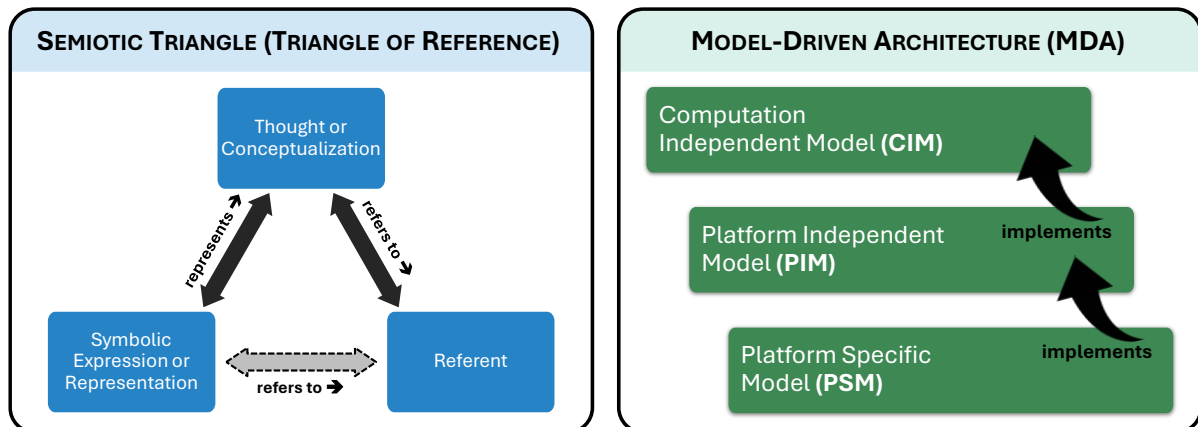 SEMIOTIC TRIANGLE (TRIANGLE OF REFERENCE)
Thought or
Conceptualization
represents ➔
refers to ➔
Symbolic
Expression or
Representation
Referent
refers to ➔
MODEL-DRIVEN ARCHITECTURE (MDA)
Computation
Independent Model (CIM)
implements
Platform Independent
Model (PIM)
implements
Platform Specific
Model (PSM)